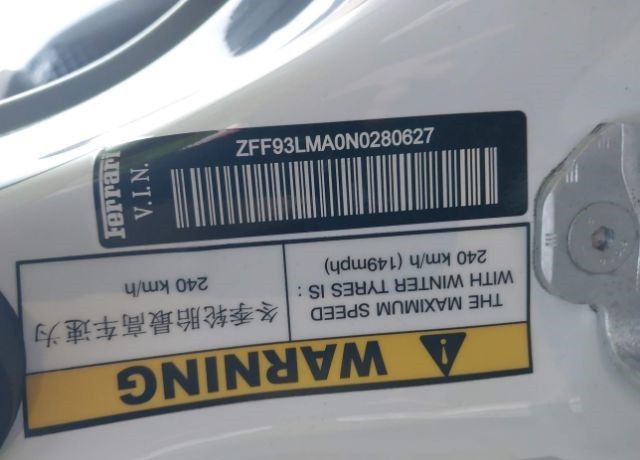 Ferrari
V.I.N.
ZFF93LMA0N0280627
WARNING
THE MAXIMUM SPEED
WITH WINTER TYRES IS :
240 km/h (149mph)
冬季轮胎最高车速为
240 km/h